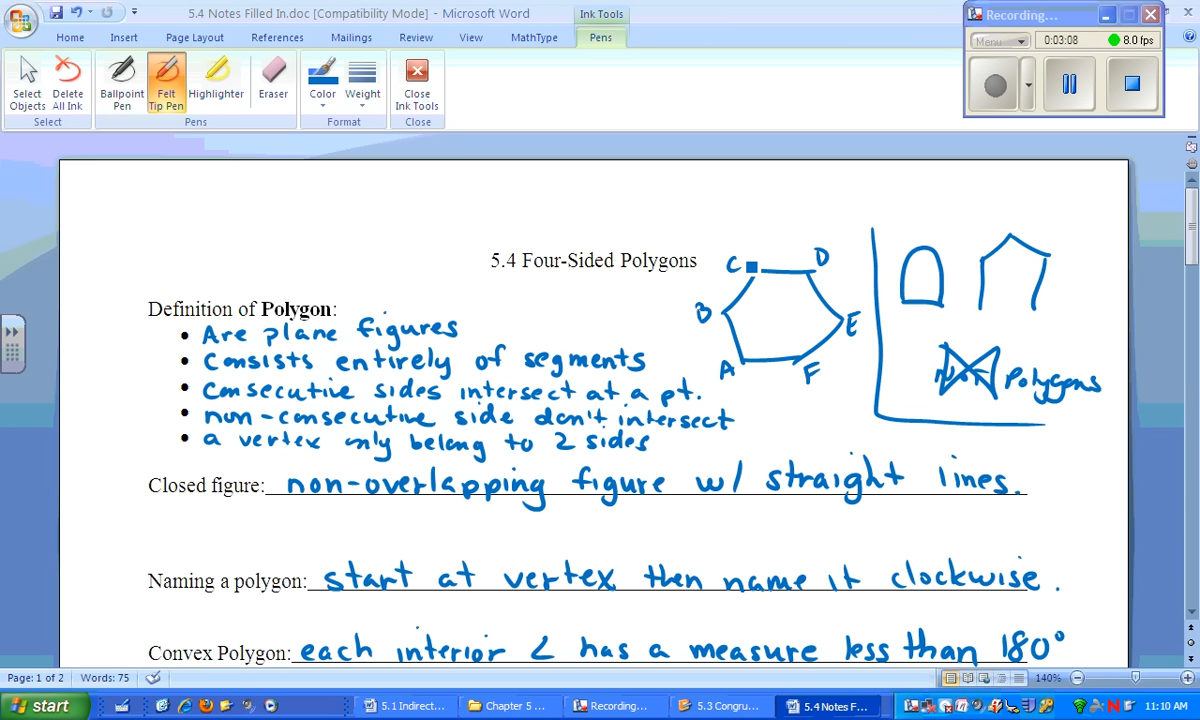 5.4 Notes Filled In.doc [Compatibility Mode] - Microsoft Word
Ink Tools
Recording...
Home Insert Page Layout References Mailings Review View MathType Pens
Menu 0:03:08 8.0 fps
Select Objects
Delete All Ink
Ballpoint Pen
Felt Tip Pen
Highlighter
Eraser
Color
Weight
Close Ink Tools
Select Pens Format Close
5.4 Four-Sided Polygons
C D
B E
A F
Polygons
Definition of Polygon:
• Are plane figures
• Consists entirely of segments
• Consecutive sides intersect at a pt.
• non-consecutive side don't intersect
• a vertex only belong to 2 sides
Closed figure: non-overlapping figure w/ straight lines.
Naming a polygon: start at vertex then name it clockwise.
Convex Polygon: each interior ∠ has a measure less than 180°
Page: 1 of 2 Words: 75 140%
start 5.1 Indirect... Chapter 5 ... Recording... 5.3 Congru... 5.4 Notes F... 11:10 AM